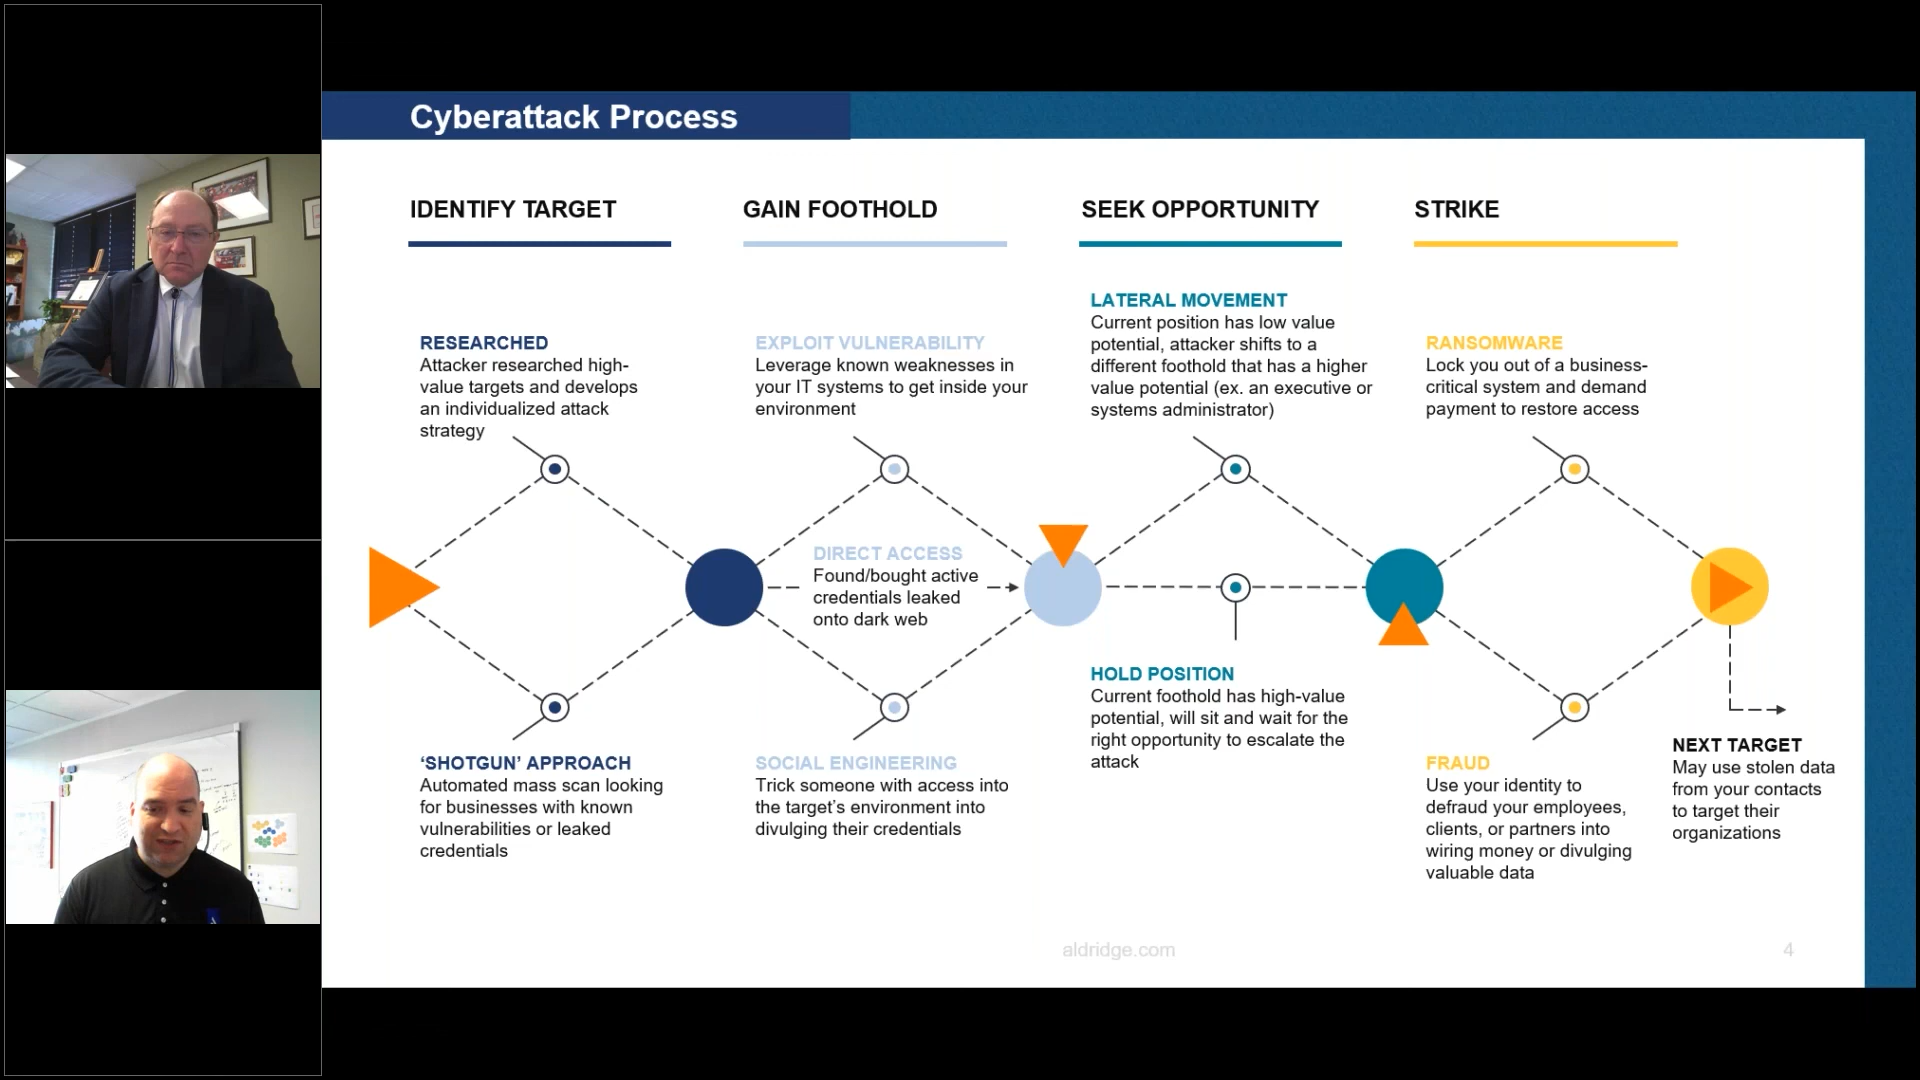 Cyberattack Process
IDENTIFY TARGET
GAIN FOOTHOLD
SEEK OPPORTUNITY
STRIKE
RESEARCHED
Attacker researched high-
value targets and develops
an individualized attack
strategy
EXPLOIT VULNERABILITY
Leverage known weaknesses in
your IT systems to get inside your
environment
LATERAL MOVEMENT
Current position has low value
potential, attacker shifts to a
different foothold that has a higher
value potential (ex. an executive or
systems administrator)
RANSOMWARE
Lock you out of a business-
critical system and demand
payment to restore access
DIRECT ACCESS
Found/bought active
credentials leaked
onto dark web
‘SHOTGUN’ APPROACH
Automated mass scan looking
for businesses with known
vulnerabilities or leaked
credentials
SOCIAL ENGINEERING
Trick someone with access into
the target’s environment into
divulging their credentials
HOLD POSITION
Current foothold has high-value
potential, will sit and wait for the
right opportunity to escalate the
attack
FRAUD
Use your identity to
defraud your employees,
clients, or partners into
wiring money or divulging
valuable data
NEXT TARGET
May use stolen data
from your contacts
to target their
organizations
aldridge.com
4